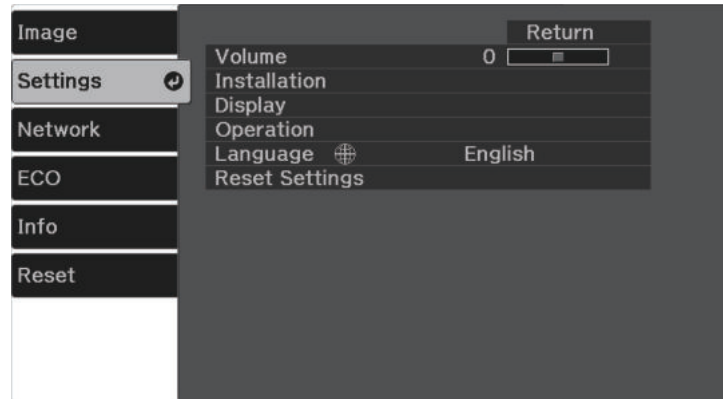 Image
Settings
Network
ECO
Info
Reset
Return
Volume 0
Installation
Display
Operation
Language English
Reset Settings